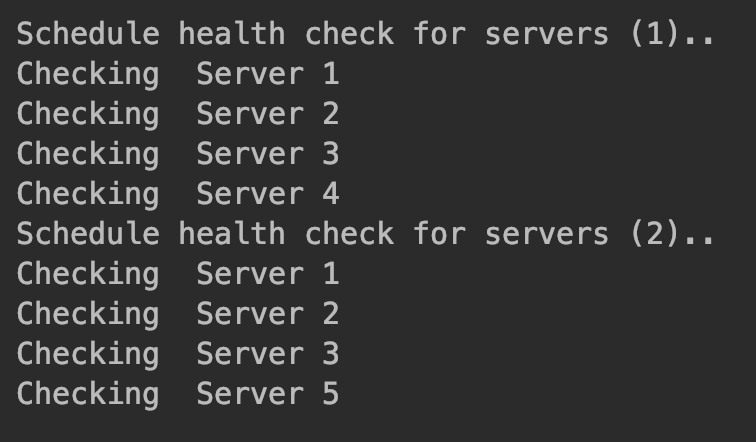 Schedule health check for servers (1)..
Checking  Server 1
Checking  Server 2
Checking  Server 3
Checking  Server 4
Schedule health check for servers (2)..
Checking  Server 1
Checking  Server 2
Checking  Server 3
Checking  Server 5